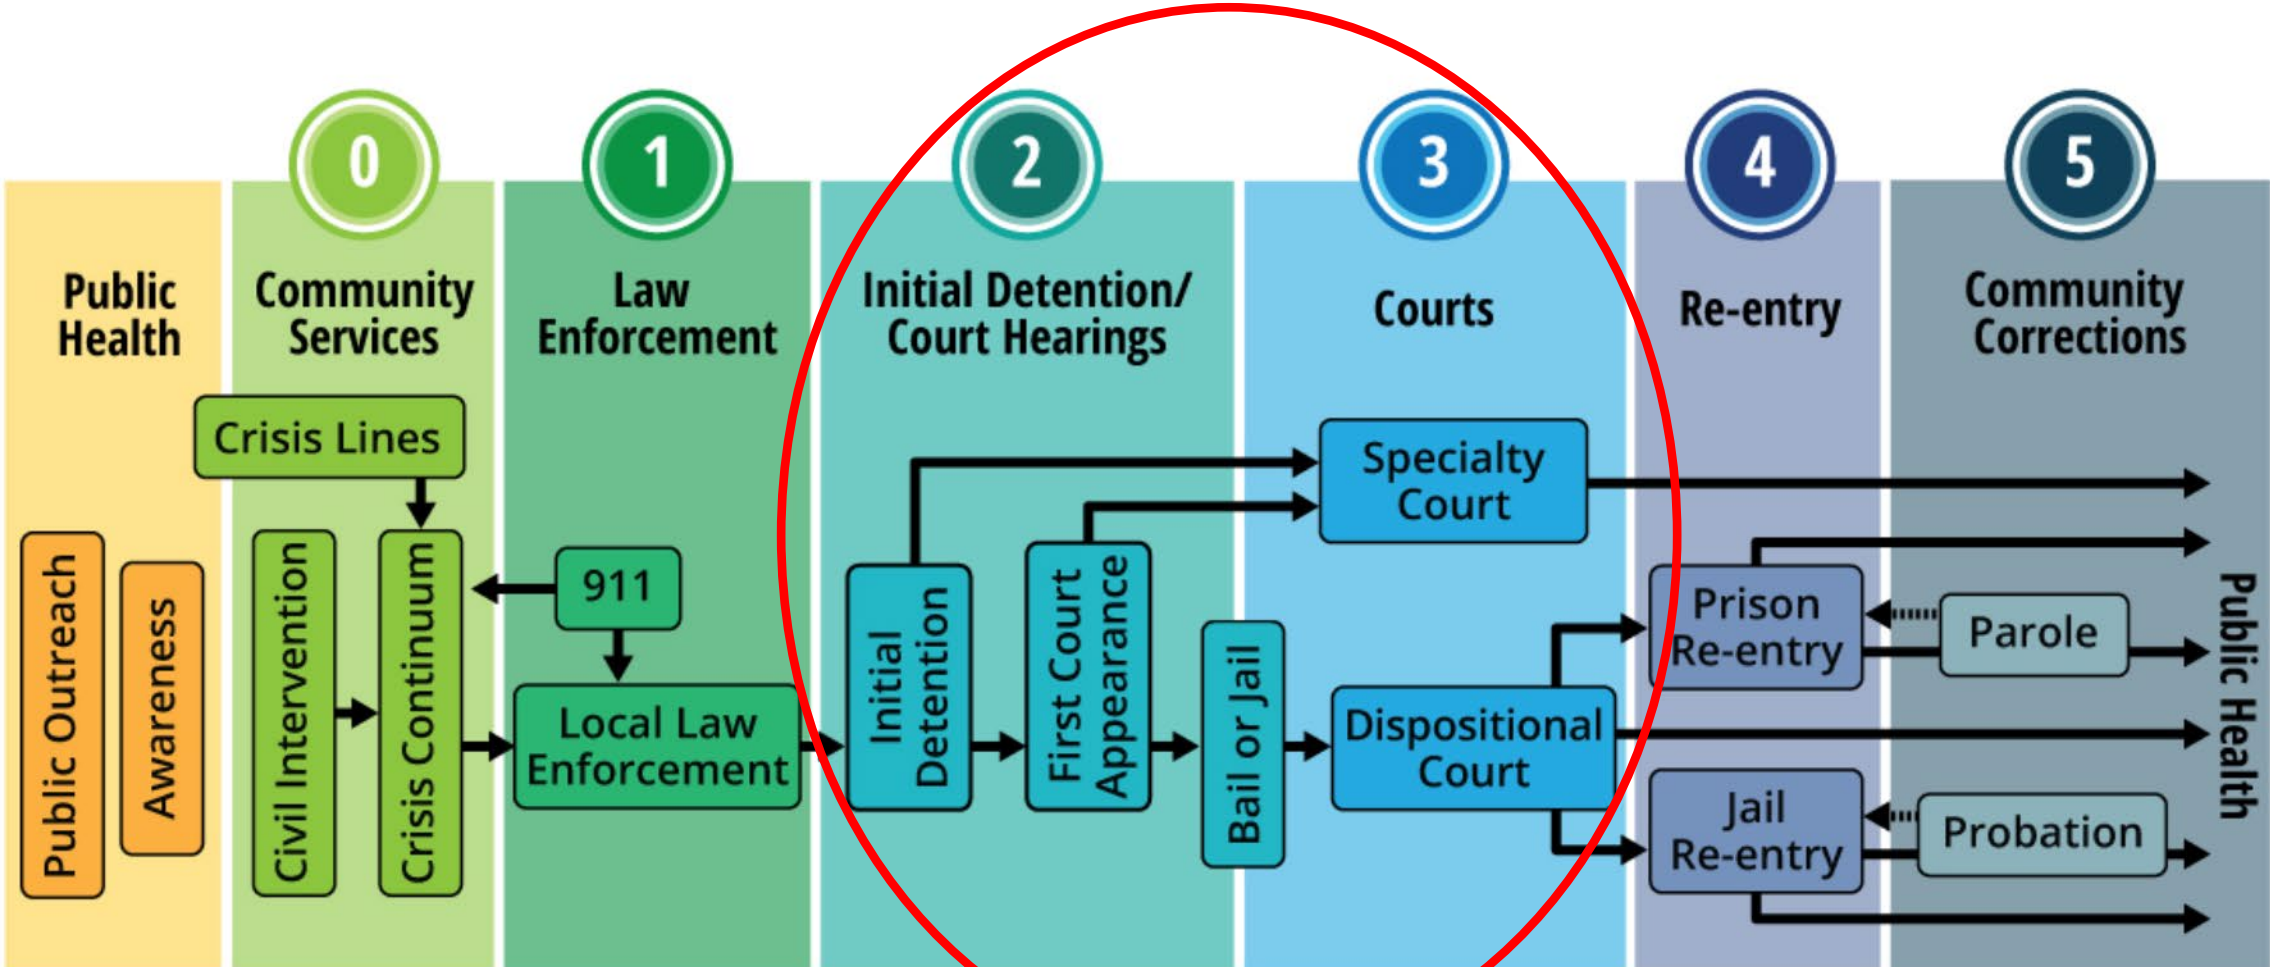 0
1
2
3
4
5
Public
Health
Community
Services
Law
Enforcement
Initial Detention/
Court Hearings
Courts
Re-entry
Community
Corrections
Crisis Lines
Public Outreach
Awareness
Civil Intervention
Crisis Continuum
911
Local Law
Enforcement
Initial
Detention
First Court
Appearance
Bail or Jail
Specialty
Court
Dispositional
Court
Prison
Re-entry
Jail
Re-entry
Parole
Probation
Public Health